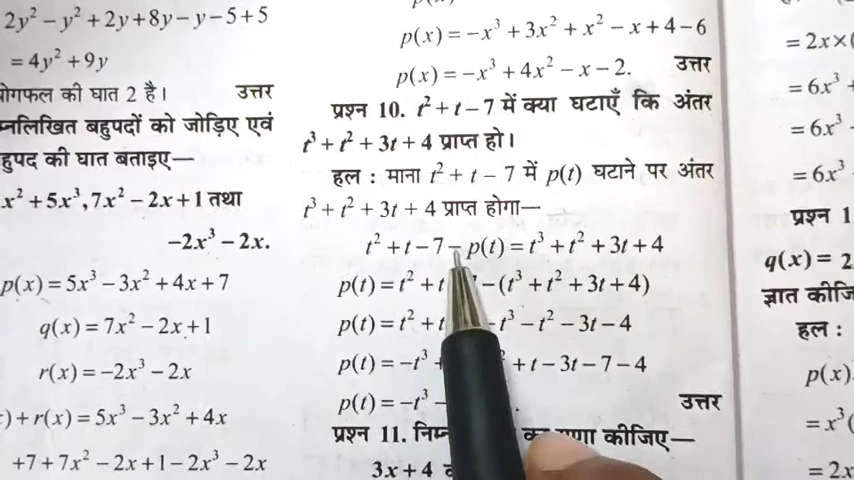 2y² − y² + 2y + 8y − y − 5 + 5
= 4y² + 9y
योगफल की घात 2 है। उत्तर
म्नलिखित बहुपदों को जोड़िए एवं
हुपद की घात बताइए—
x² + 5x³, 7x² − 2x + 1 तथा
−2x³ − 2x.
p(x) = 5x³ − 3x² + 4x + 7
q(x) = 7x² − 2x + 1
r(x) = −2x³ − 2x
) + r(x) = 5x³ − 3x² + 4x
+7 + 7x² − 2x + 1 − 2x³ − 2x
p(x) = −x³ + 3x² + x² − x + 4 − 6
p(x) = −x³ + 4x² − x − 2. उत्तर
प्रश्न 10. t² + t − 7 में क्या घटाएँ कि अंतर
t³ + t² + 3t + 4 प्राप्त हो।
हल : माना t² + t − 7 में p(t) घटाने पर अंतर
t³ + t² + 3t + 4 प्राप्त होगा—
t² + t − 7 − p(t) = t³ + t² + 3t + 4
p(t) = t² + t − (t³ + t² + 3t + 4)
p(t) = t² + t − t³ − t² − 3t − 4
p(t) = −t³ + t − 3t − 7 − 4
p(t) = −t³ − . उत्तर
प्रश्न 11. गुणा कीजिए—
3x + 4
= 2x × (
= 6x³ +
= 6x³ −
= 6x³
प्रश्न 1
q(x) = 2
ज्ञात कीजि
हल :
p(x)
= x³(
= 2x